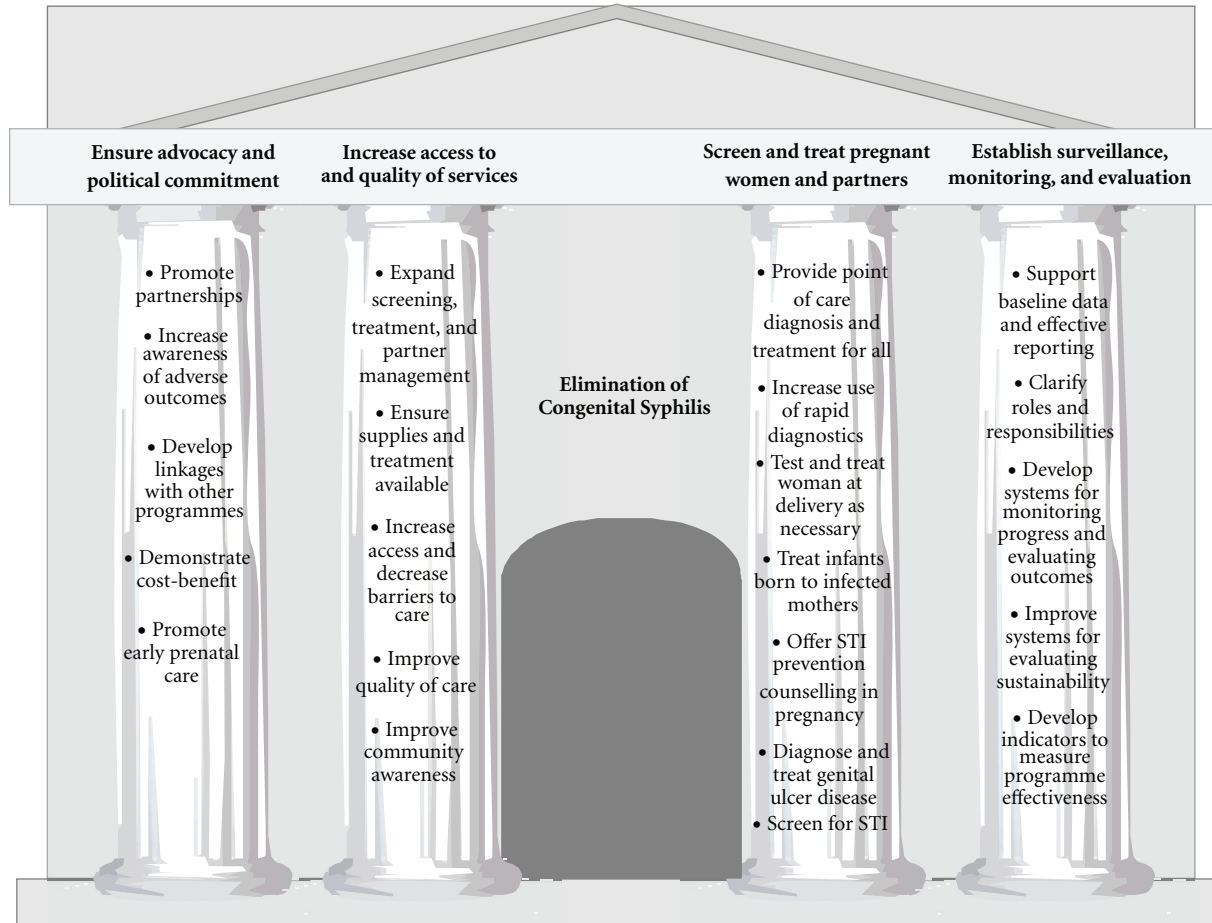 Ensure advocacy and
political commitment
Increase access to
and quality of services
Screen and treat pregnant
women and partners
Establish surveillance,
monitoring, and evaluation
• Promote
partnerships
• Increase
awareness
of adverse
outcomes
• Develop
linkages
with other
programmes
• Demonstrate
cost-benefit
• Promote
early prenatal
care
• Expand
screening,
treatment, and
partner
management
• Ensure
supplies and
treatment
available
• Increase
access and
decrease
barriers to
care
• Improve
quality of care
• Improve
community
awareness
Elimination of
Congenital Syphilis
• Provide point
of care
diagnosis and
treatment for all
• Increase use
of rapid
diagnostics
• Test and treat
woman at
delivery as
necessary
• Treat infants
born to infected
mothers
• Offer STI
prevention
counselling in
pregnancy
• Diagnose and
treat genital
ulcer disease
• Screen for STI
• Support
baseline data
and effective
reporting
• Clarify
roles and
responsibilities
• Develop
systems for
monitoring
progress and
evaluating
outcomes
• Improve
systems for
evaluating
sustainability
• Develop
indicators to
measure
programme
effectiveness